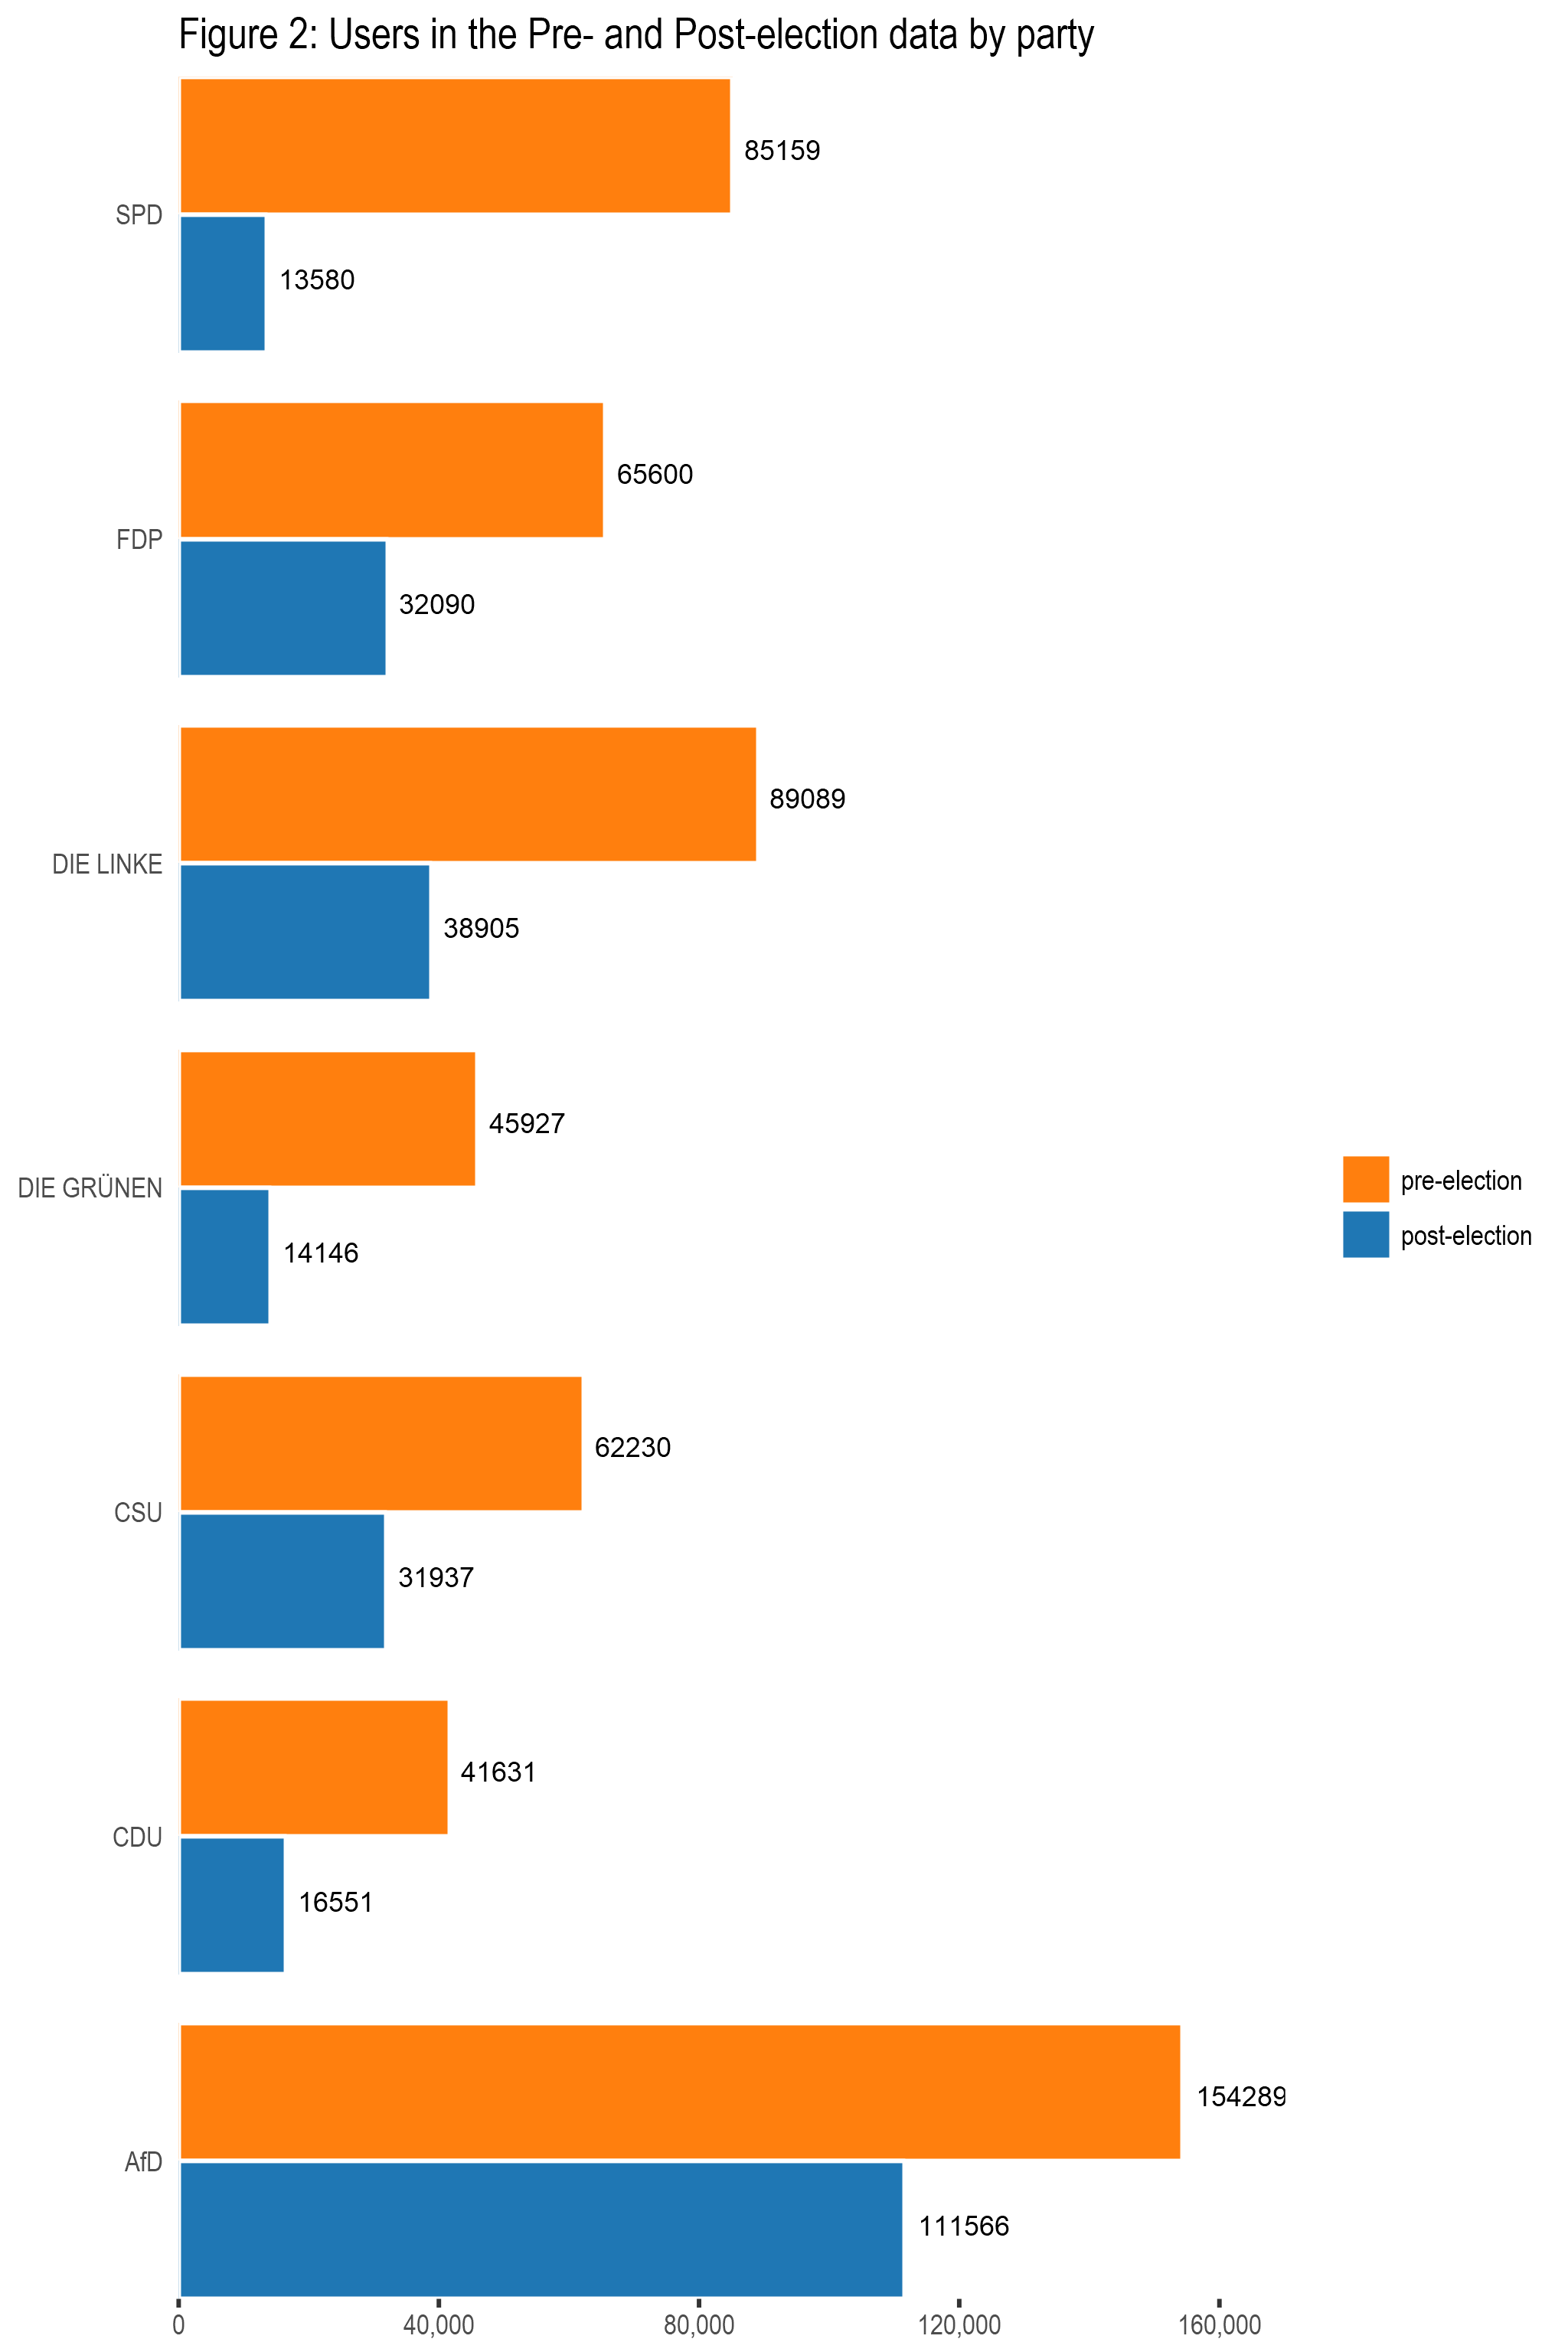 Figure 2: Users in the Pre- and Post-election data by party
85159
SPD
13580
65600
FDP
32090
89089
DIE LINKE
38905
45927
DIE GRÜNEN
14146
pre-election
post-election
62230
CSU
31937
41631
CDU
16551
154289
AfD
111566
0 40,000 80,000 120,000 160,000